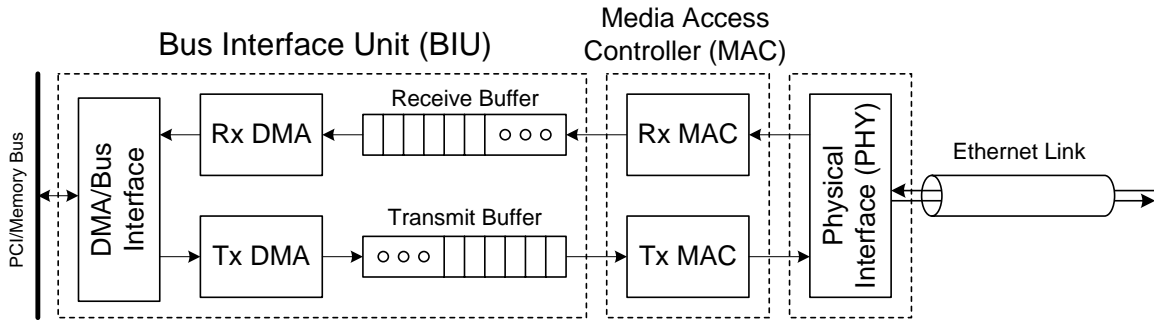 Bus Interface Unit (BIU)
Media Access
Controller (MAC)
PCI/Memory Bus
DMA/Bus
Interface
Rx DMA
Receive Buffer
Rx MAC
Tx DMA
Transmit Buffer
Tx MAC
Physical
Interface (PHY)
Ethernet Link